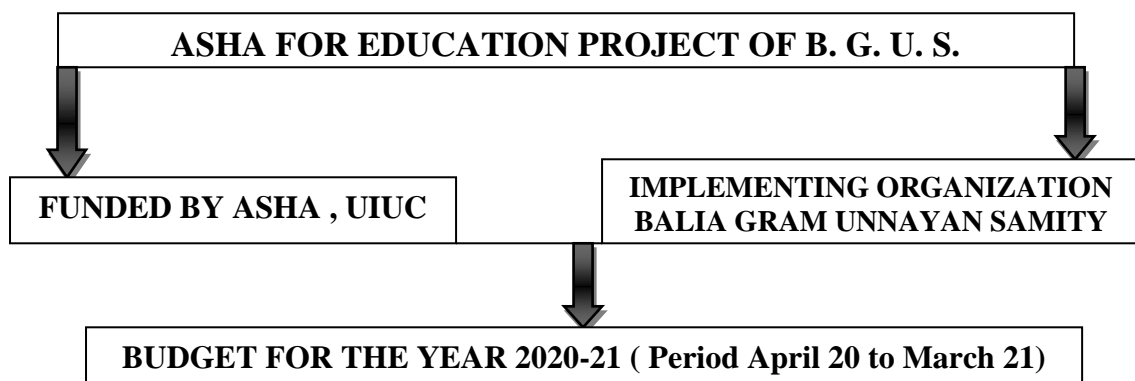 ASHA FOR EDUCATION PROJECT OF B. G. U. S.
FUNDED BY ASHA , UIUC
IMPLEMENTING ORGANIZATION
BALIA GRAM UNNAYAN SAMITY
BUDGET FOR THE YEAR 2020-21 ( Period April 20 to March 21)